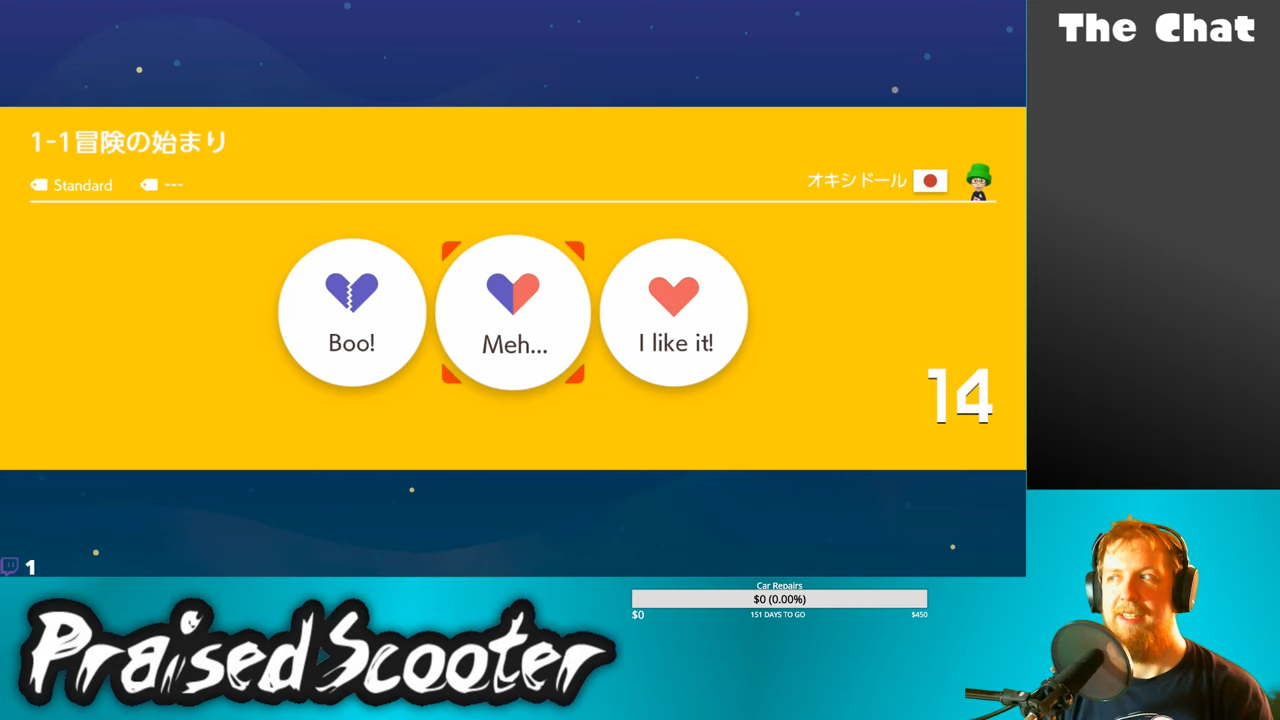 The Chat
1-1冒険の始まり
Standard
---
オキシドール
Boo!
Meh...
I like it!
14
1
PraisedScooter
Car Repairs
$0 (0.00%)
$0
151 DAYS TO GO
$450